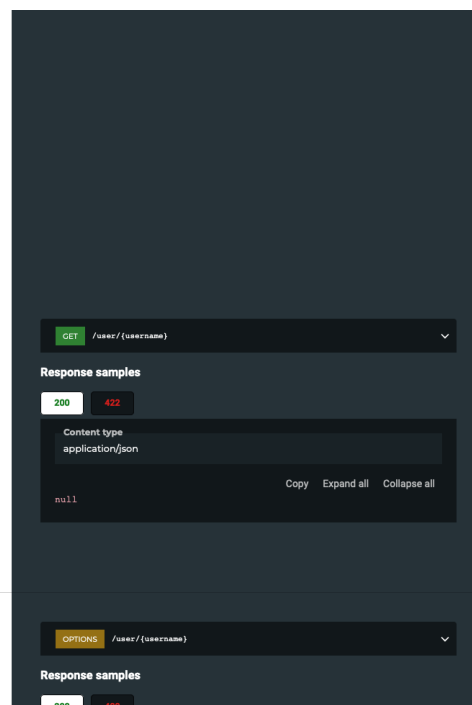 GET /user/{username}
Response samples
200 422
Content type
application/json
Copy Expand all Collapse all
null
OPTIONS /user/{username}
Response samples